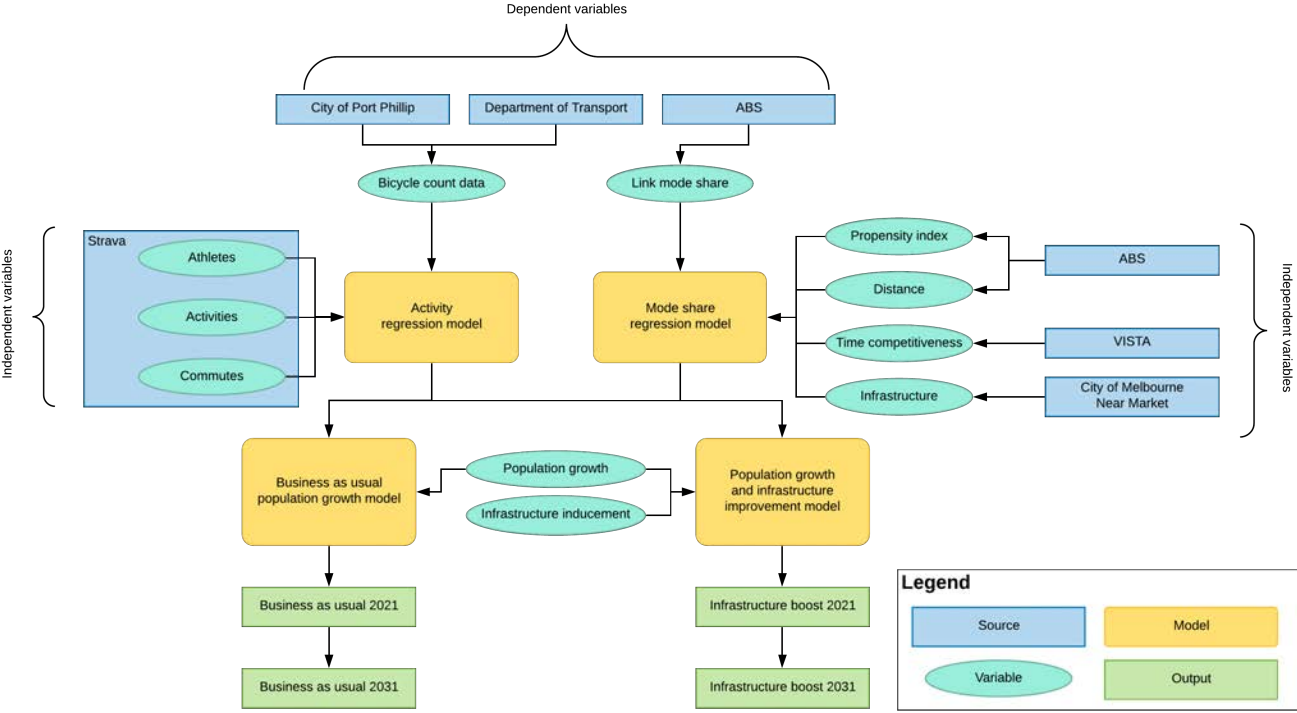 Dependent variables
City of Port Phillip
Department of Transport
ABS
Bicycle count data
Link mode share
Independent variables
Strava
Athletes
Activities
Commutes
Activity
regression model
Mode share
regression model
Propensity index
Distance
Time competitiveness
Infrastructure
ABS
VISTA
City of Melbourne
Near Market
Independent variables
Business as usual
population growth model
Population growth
Infrastructure inducement
Population growth
and infrastructure
improvement model
Business as usual 2021
Infrastructure boost 2021
Business as usual 2031
Infrastructure boost 2031
Legend
Source
Model
Variable
Output